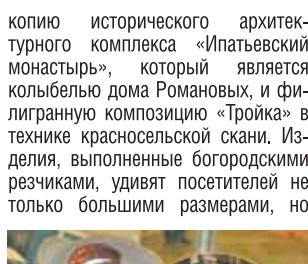 копию исторического архитек-
турного комплекса «Ипатьевский
монастырь», который является
колыбелью дома Романовых, и фи-
лигранную композицию «Тройка» в
технике красносельской скани. Из-
делия, выполненные богородскими
резчиками, удивят посетителей не
только большими размерами, но